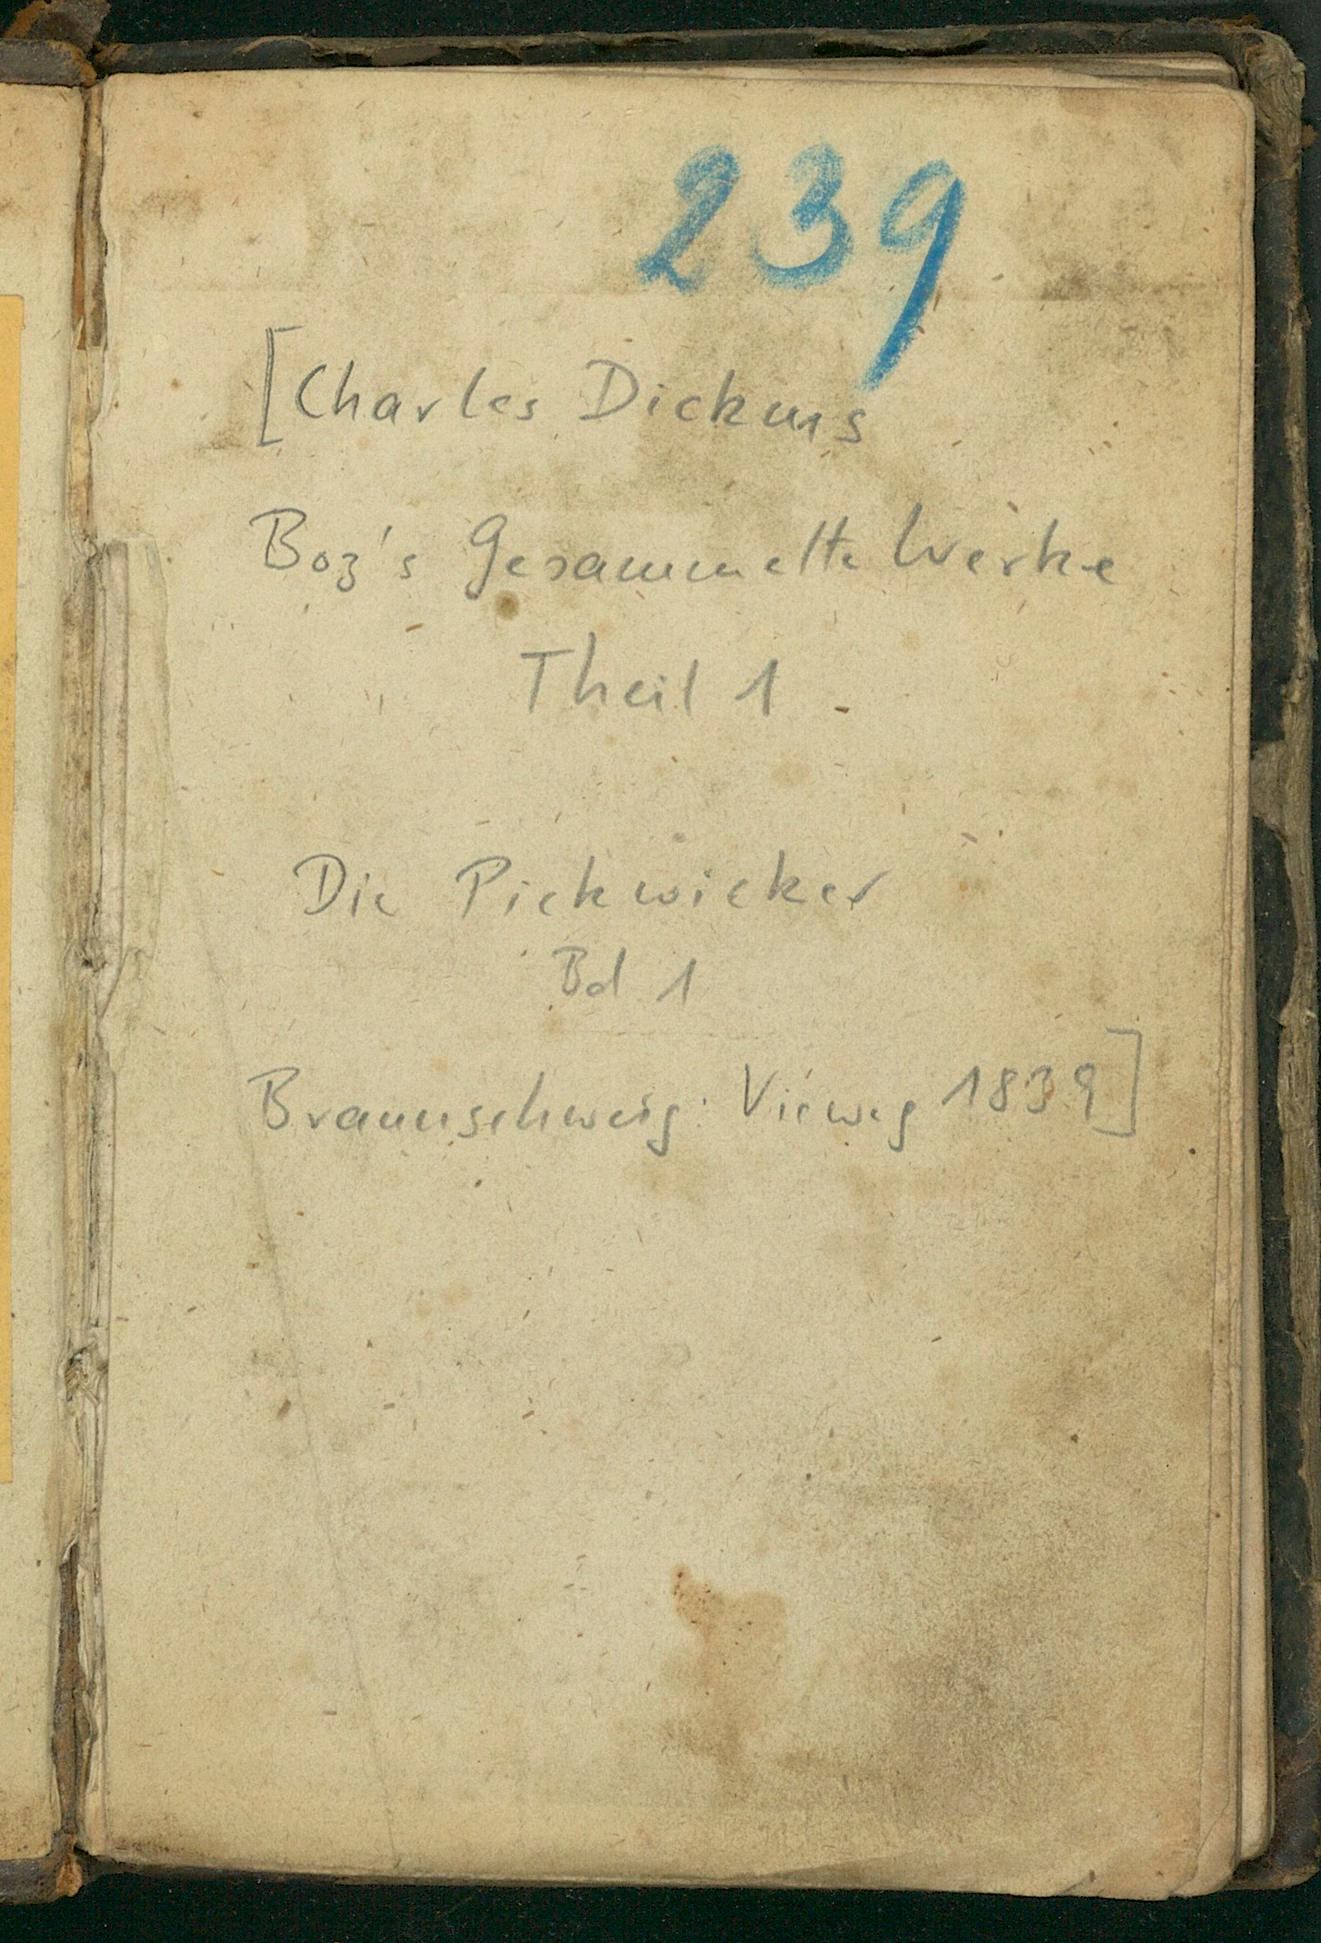 239
[Charles Dickens
Boz's Gesammelte Werke
Theil 1
Die Pickwicker
Bd 1
Braunschweig: Vieweg 1839]